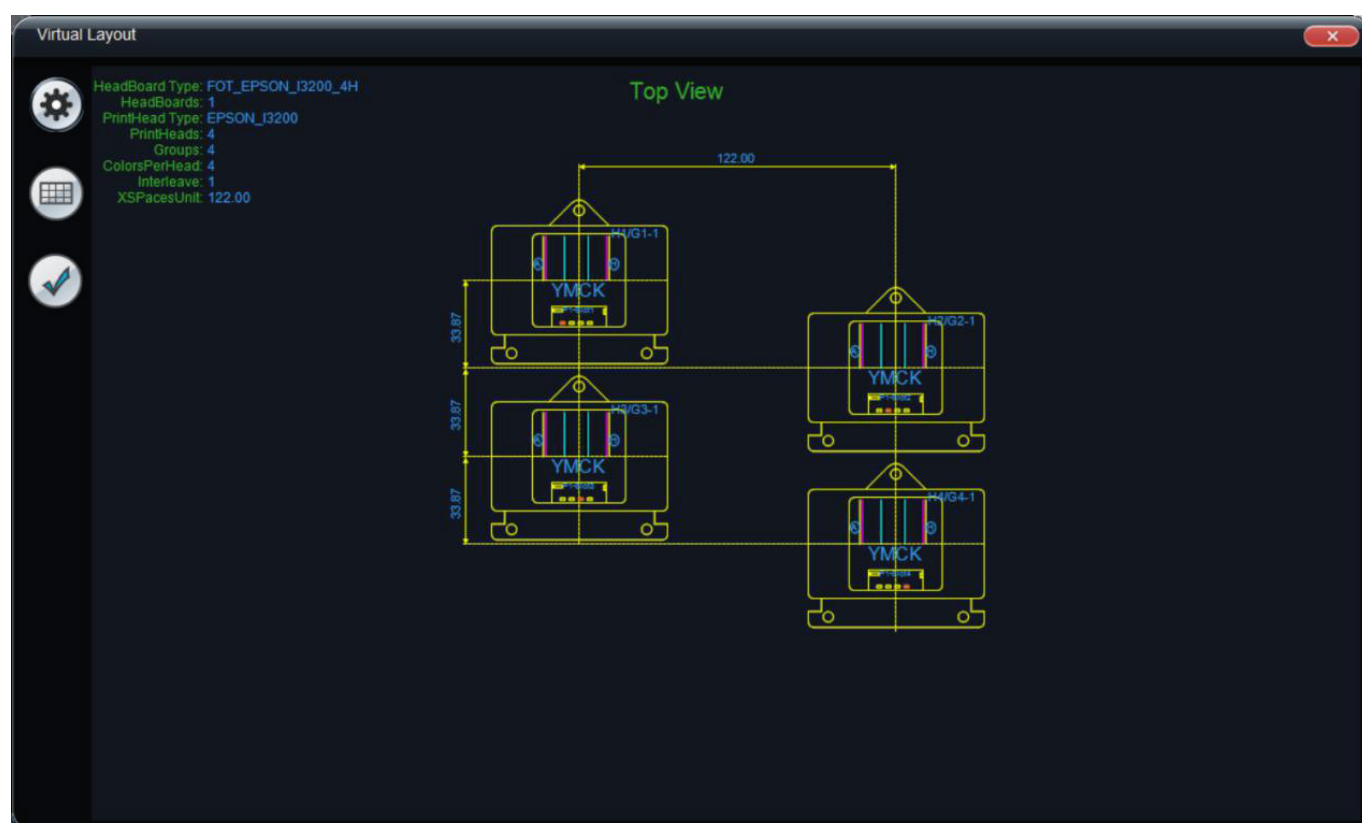 Virtual Layout
HeadBoard Type: FOT_EPSON_I3200_4H
HeadBoards: 1
PrintHead Type: EPSON_I3200
PrintHeads: 4
Groups: 4
ColorsPerHead: 4
Interleave: 1
XSPacesUnit: 122.00
Top View
122.00
H1/G1-1
YMCK
33.87
H2/G2-1
YMCK
33.87
H3/G3-1
YMCK
33.87
H4/G4-1
YMCK